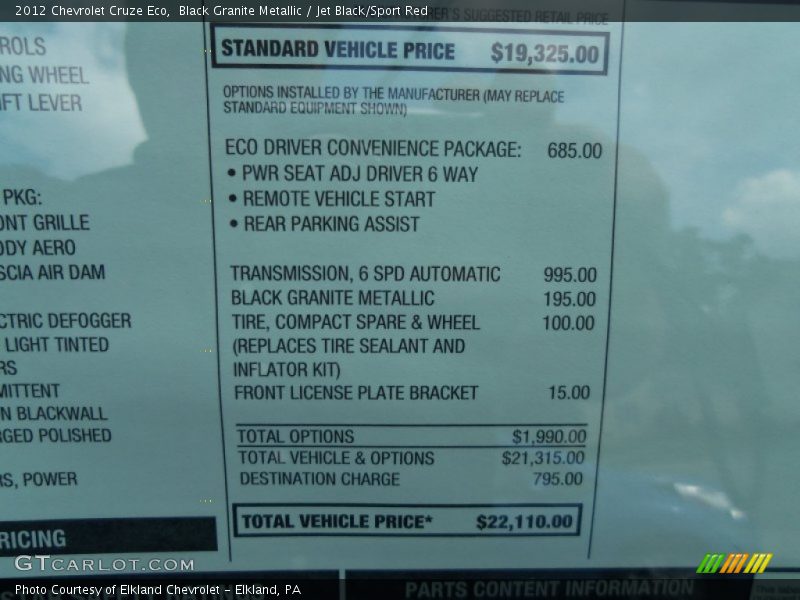 2012 Chevrolet Cruze Eco, Black Granite Metallic / Jet Black/Sport Red
SUGGESTED RETAIL PRICE
ROLS
NG WHEEL
IFT LEVER
PKG:
ONT GRILLE
ODY AERO
SCIA AIR DAM
CTRIC DEFOGGER
LIGHT TINTED
RS
MITTENT
N BLACKWALL
RGED POLISHED
RS, POWER
RICING
STANDARD VEHICLE PRICE $19,325.00
OPTIONS INSTALLED BY THE MANUFACTURER (MAY REPLACE
STANDARD EQUIPMENT SHOWN)
ECO DRIVER CONVENIENCE PACKAGE: 685.00
• PWR SEAT ADJ DRIVER 6 WAY
• REMOTE VEHICLE START
• REAR PARKING ASSIST
TRANSMISSION, 6 SPD AUTOMATIC 995.00
BLACK GRANITE METALLIC 195.00
TIRE, COMPACT SPARE & WHEEL 100.00
(REPLACES TIRE SEALANT AND
INFLATOR KIT)
FRONT LICENSE PLATE BRACKET 15.00
TOTAL OPTIONS $1,990.00
TOTAL VEHICLE & OPTIONS $21,315.00
DESTINATION CHARGE 795.00
TOTAL VEHICLE PRICE* $22,110.00
GTCARLOT.COM
PARTS CONTENT INFORMATION
Photo Courtesy of Elkland Chevrolet - Elkland, PA